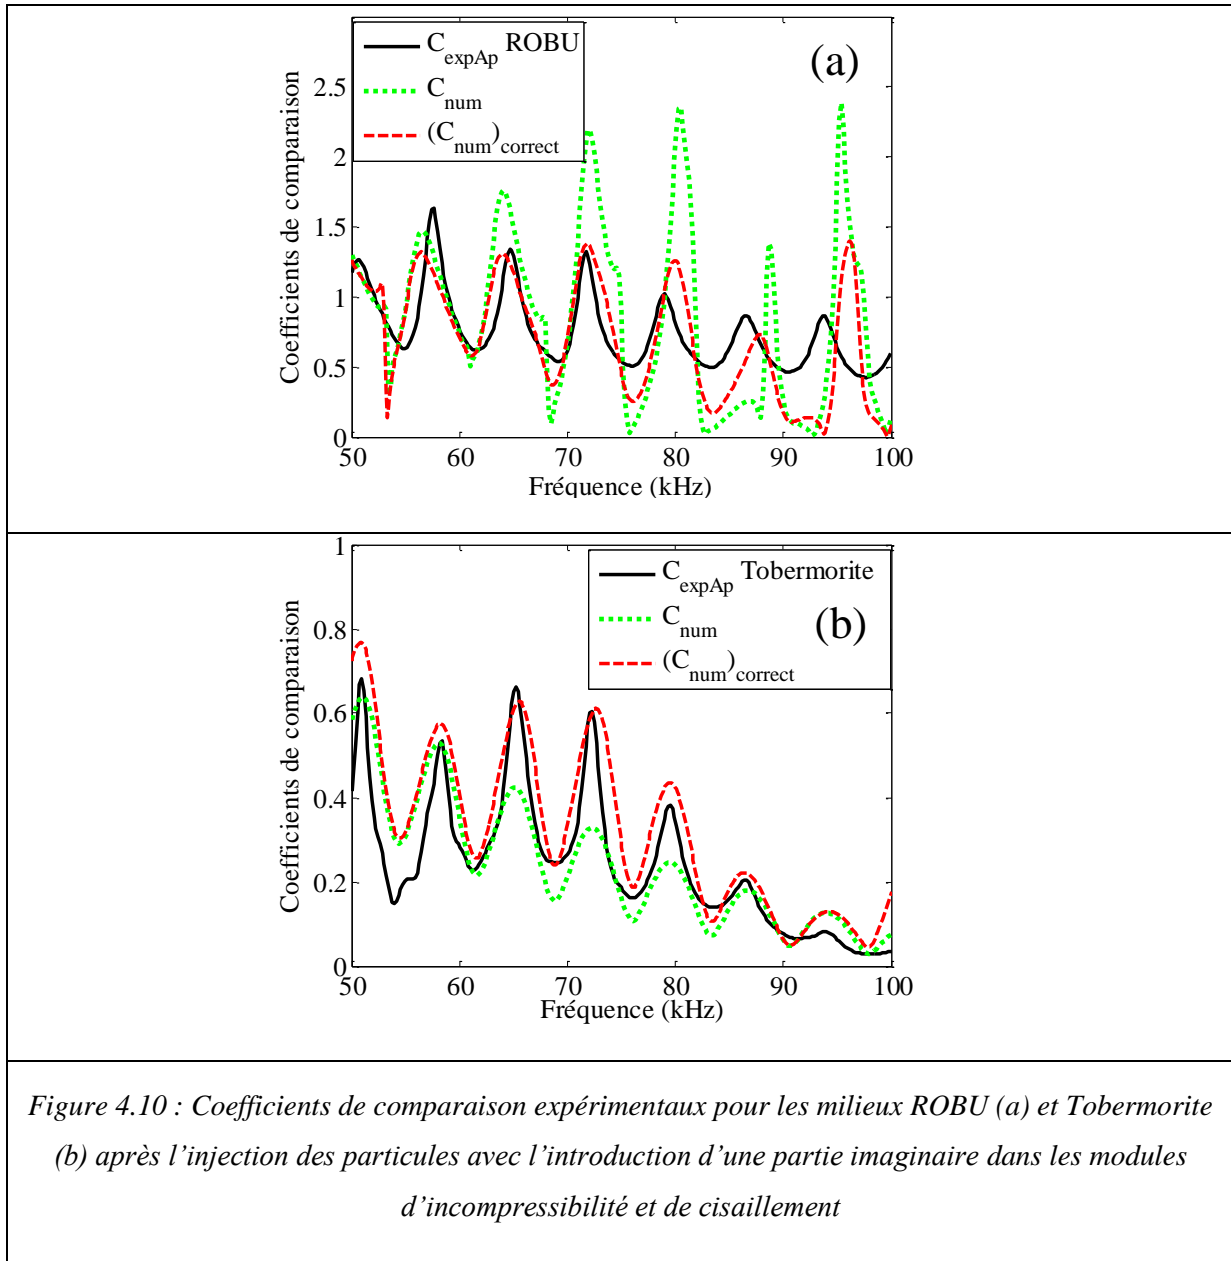 C_expAp ROBU
C_num
(C_num)_correct
(a)
Coefficients de comparaison
2.5
2
1.5
1
0.5
0
50 60 70 80 90 100
Fréquence (kHz)
C_expAp Tobermorite
C_num
(C_num)_correct
(b)
Coefficients de comparaison
1
0.8
0.6
0.4
0.2
0
50 60 70 80 90 100
Fréquence (kHz)
Figure 4.10 : Coefficients de comparaison expérimentaux pour les milieux ROBU (a) et Tobermorite
(b) après l’injection des particules avec l’introduction d’une partie imaginaire dans les modules
d’incompressibilité et de cisaillement